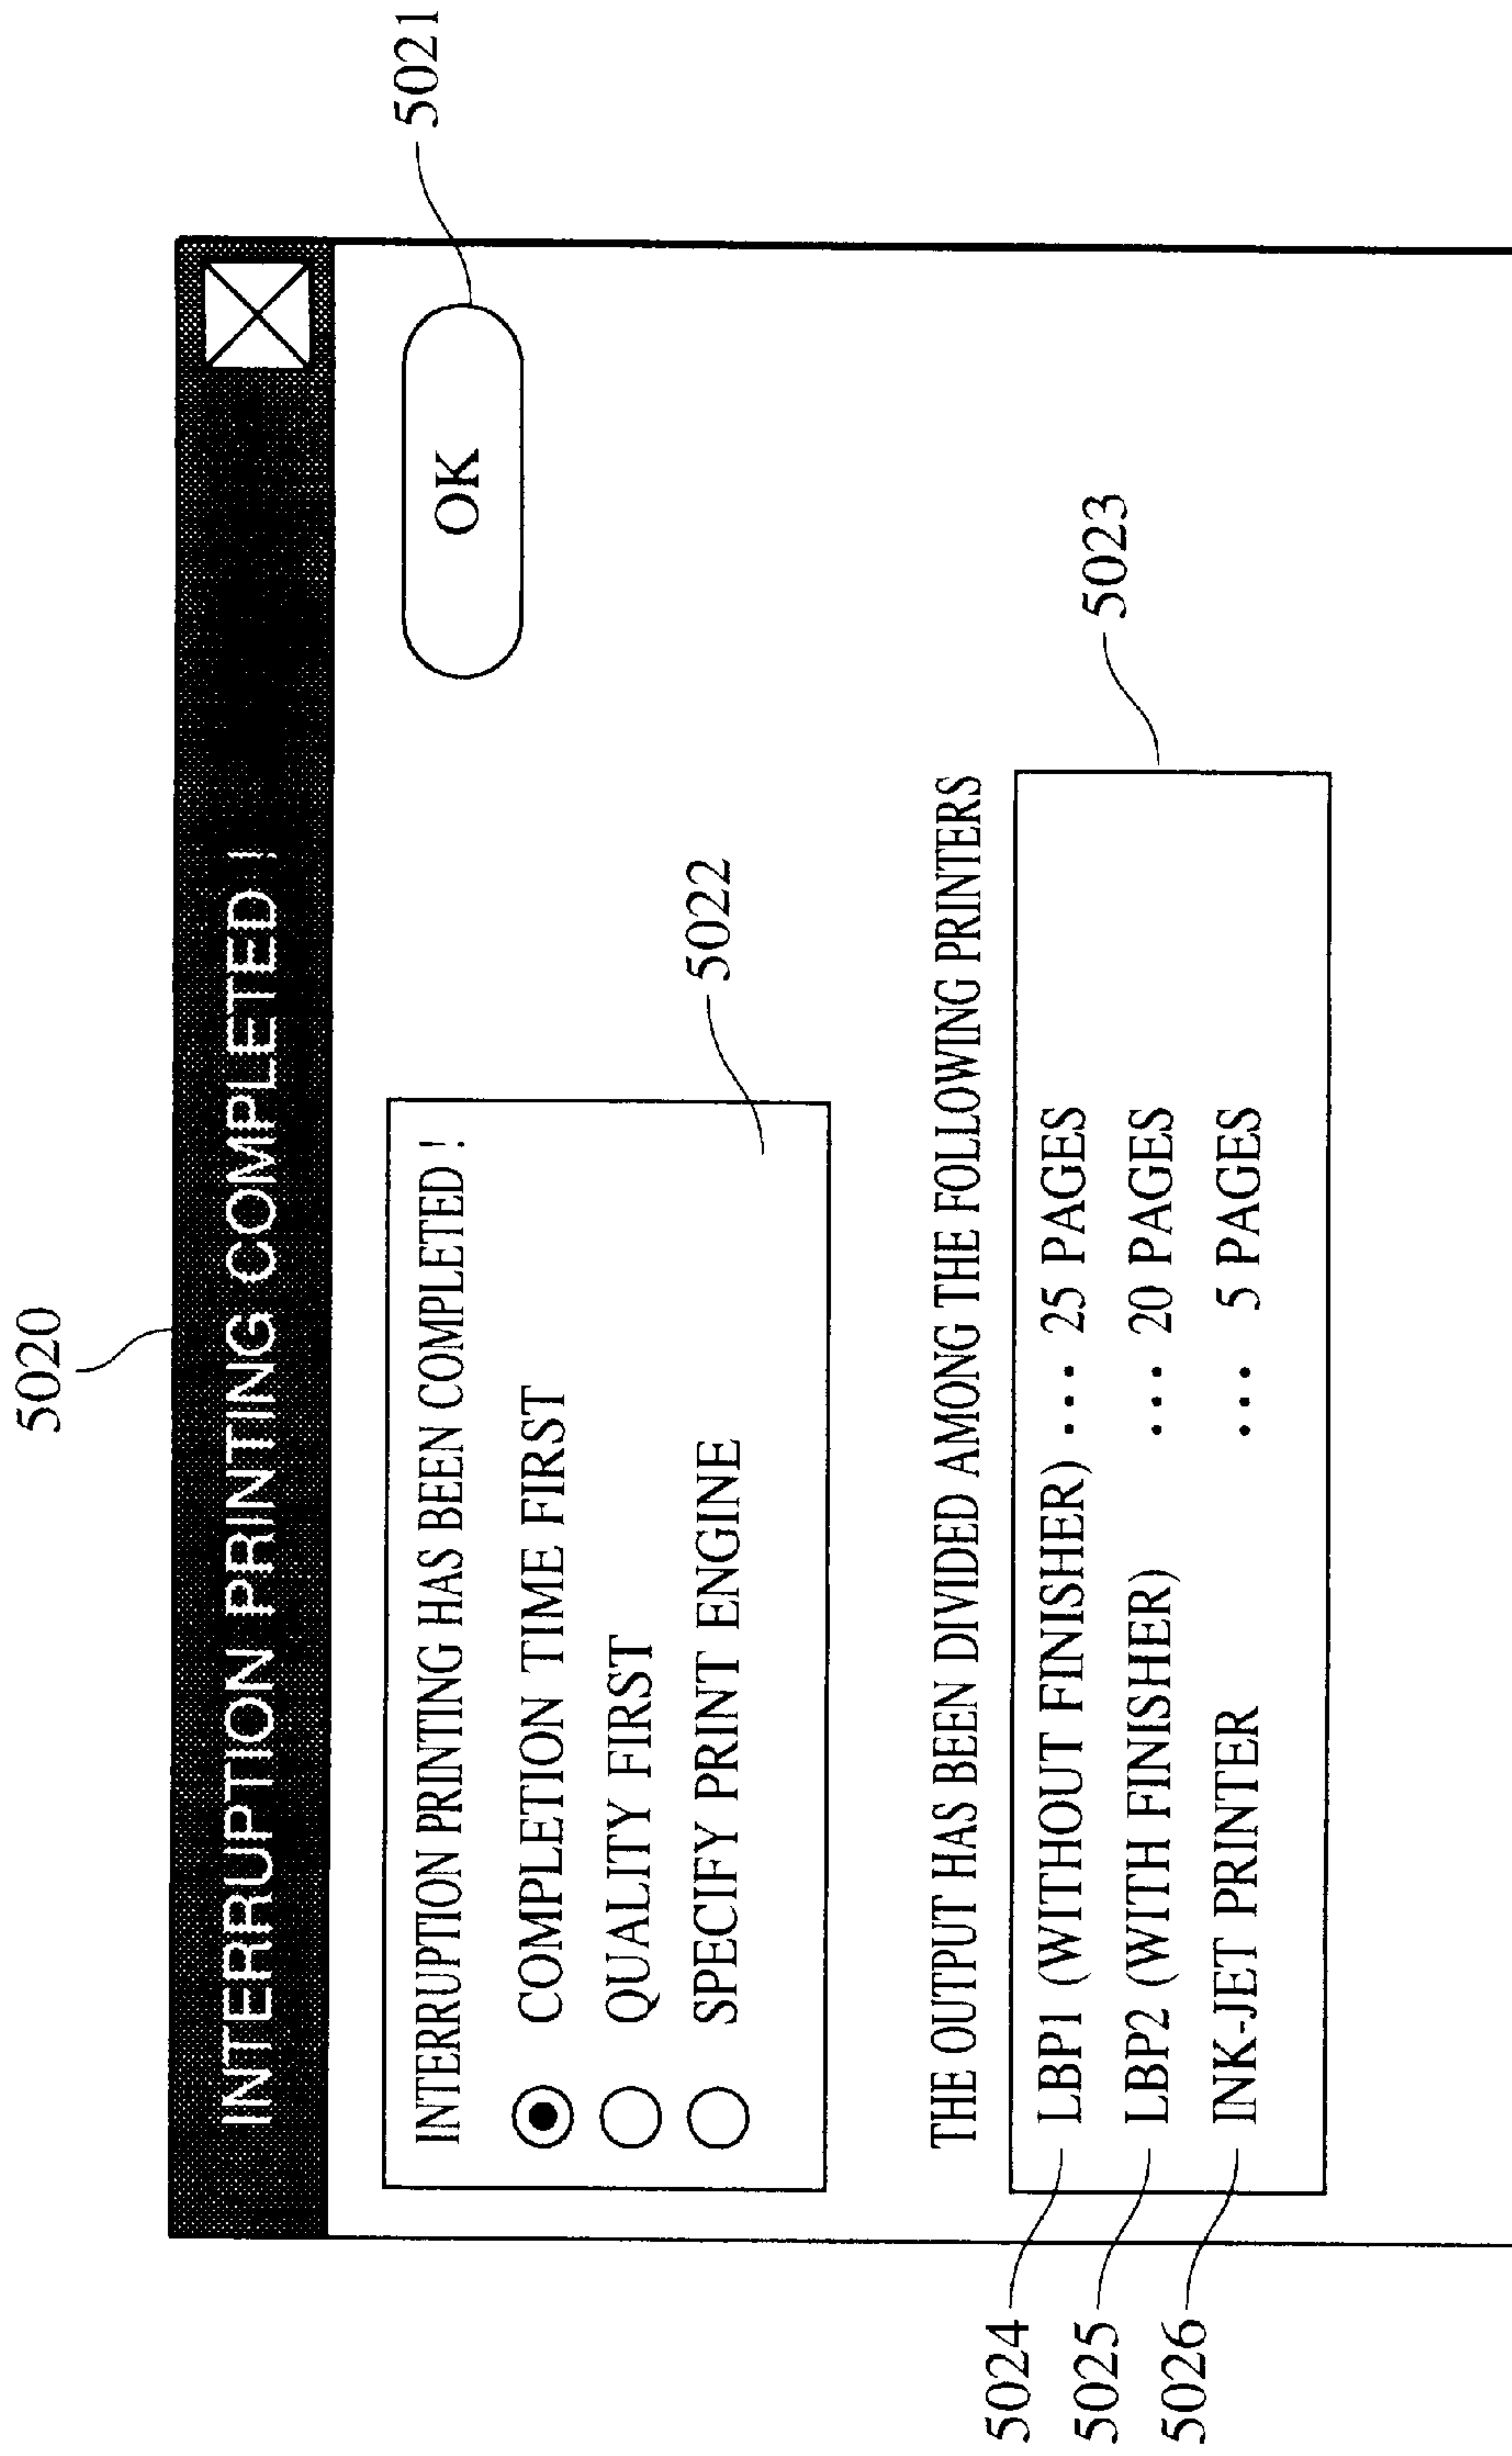 5020
INTERRUPTION PRINTING COMPLETED !
5021
OK
INTERRUPTION PRINTING HAS BEEN COMPLETED !
COMPLETION TIME FIRST
QUALITY FIRST
SPECIFY PRINT ENGINE
5022
THE OUTPUT HAS BEEN DIVIDED AMONG THE FOLLOWING PRINTERS
5023
5024 LBP1 (WITHOUT FINISHER) ... 25 PAGES
5025 LBP2 (WITH FINISHER) ... 20 PAGES
5026 INK-JET PRINTER ... 5 PAGES